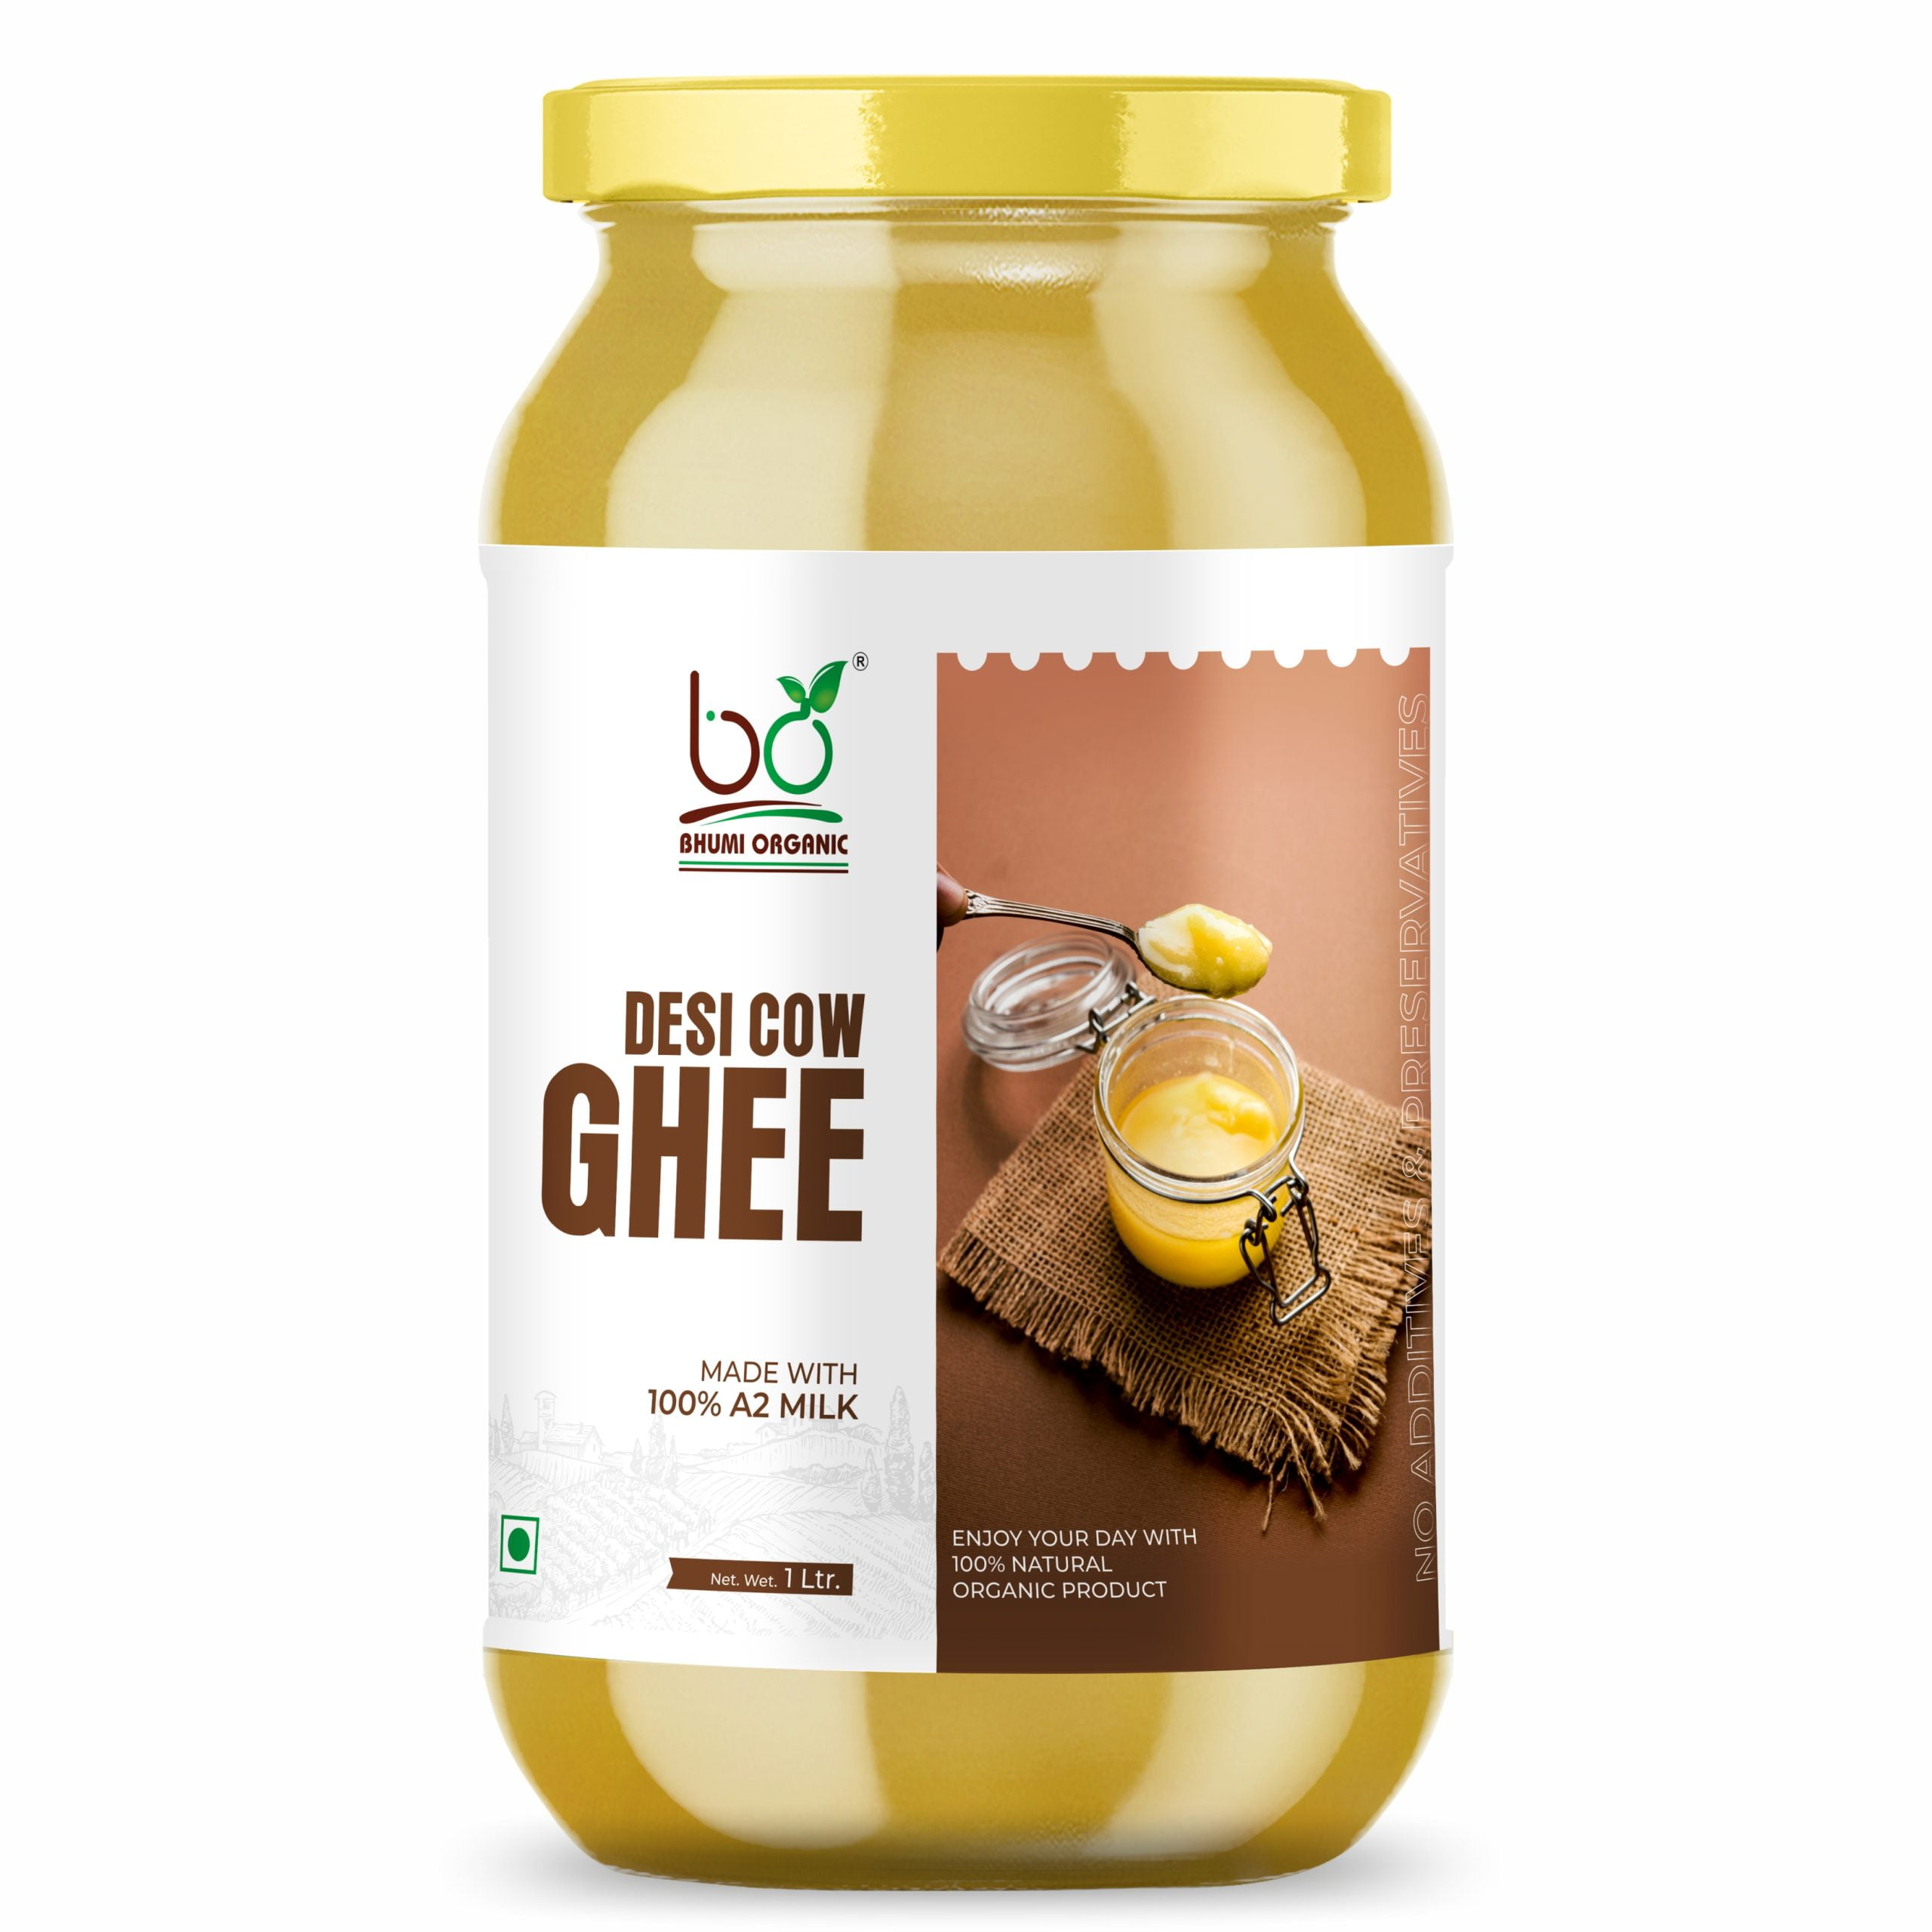 bo
®
BHUMI ORGANIC
DESI COW
GHEE
MADE WITH
100% A2 MILK
Net. Wet. 1 Ltr.
ENJOY YOUR DAY WITH
100% NATURAL
ORGANIC PRODUCT
NO ADDITIVES & PRESERVATIVES